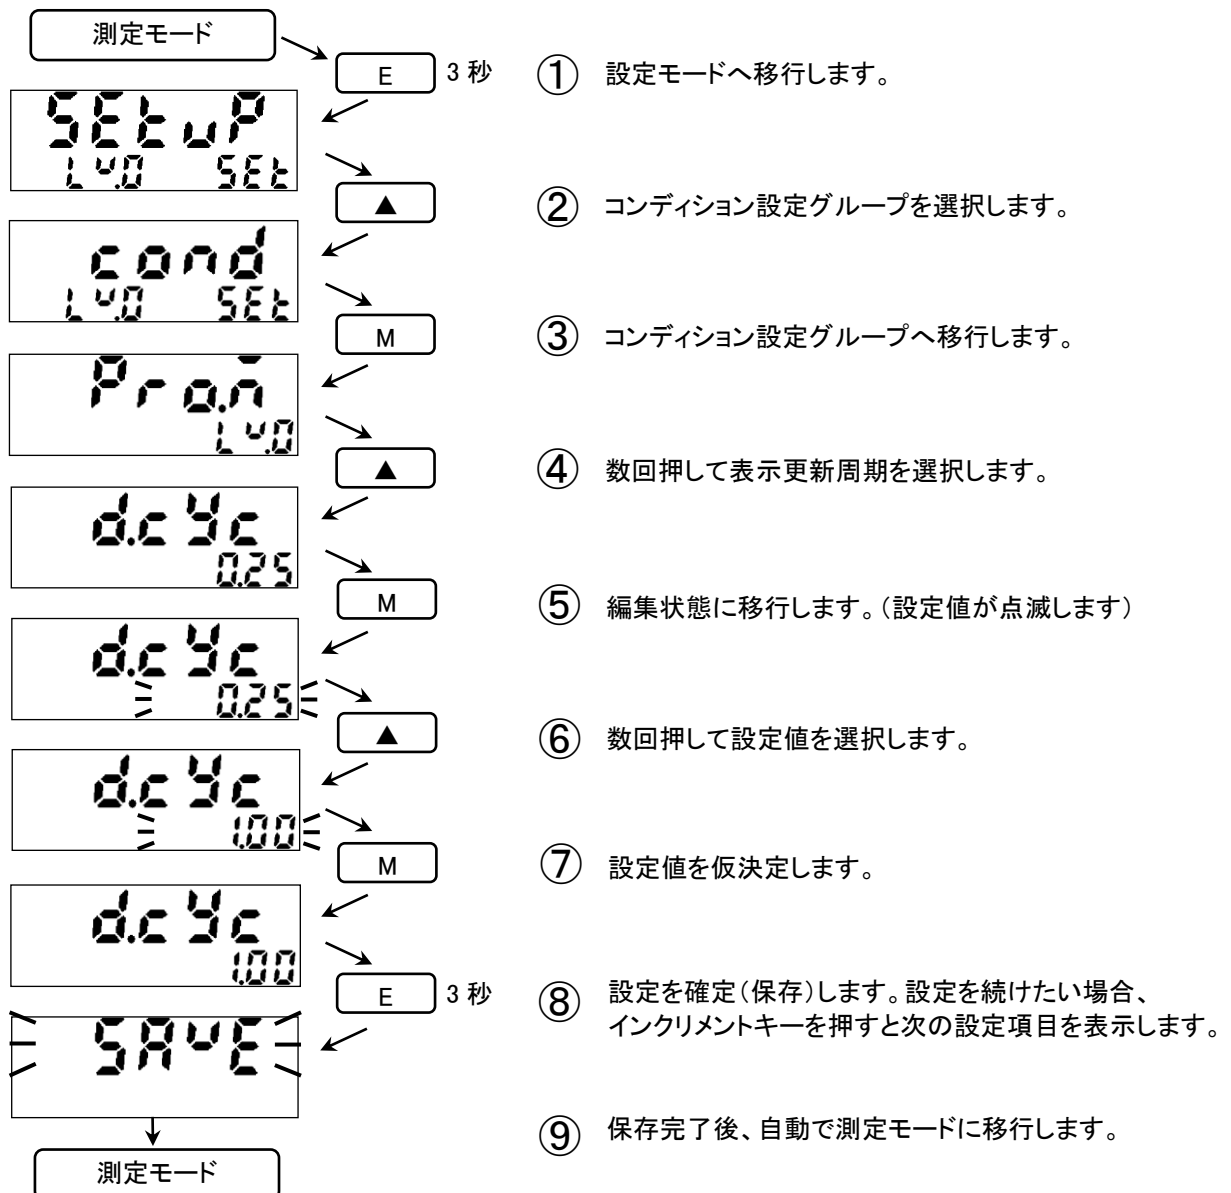 測定モード
E 3 秒 ① 設定モードへ移行します。
SEtuP
Lv.0 SEt
▲ ② コンディション設定グループを選択します。
cond
Lv.0 SEt
M ③ コンディション設定グループへ移行します。
Pro.n̄
Lv.0
▲ ④ 数回押して表示更新周期を選択します。
d.cYc
0.25
M ⑤ 編集状態に移行します。(設定値が点滅します)
d.cYc
0.25
▲ ⑥ 数回押して設定値を選択します。
d.cYc
1.00
M ⑦ 設定値を仮決定します。
d.cYc
1.00
E 3 秒 ⑧ 設定を確定(保存)します。設定を続けたい場合、
インクリメントキーを押すと次の設定項目を表示します。
SAvE
⑨ 保存完了後、自動で測定モードに移行します。
測定モード